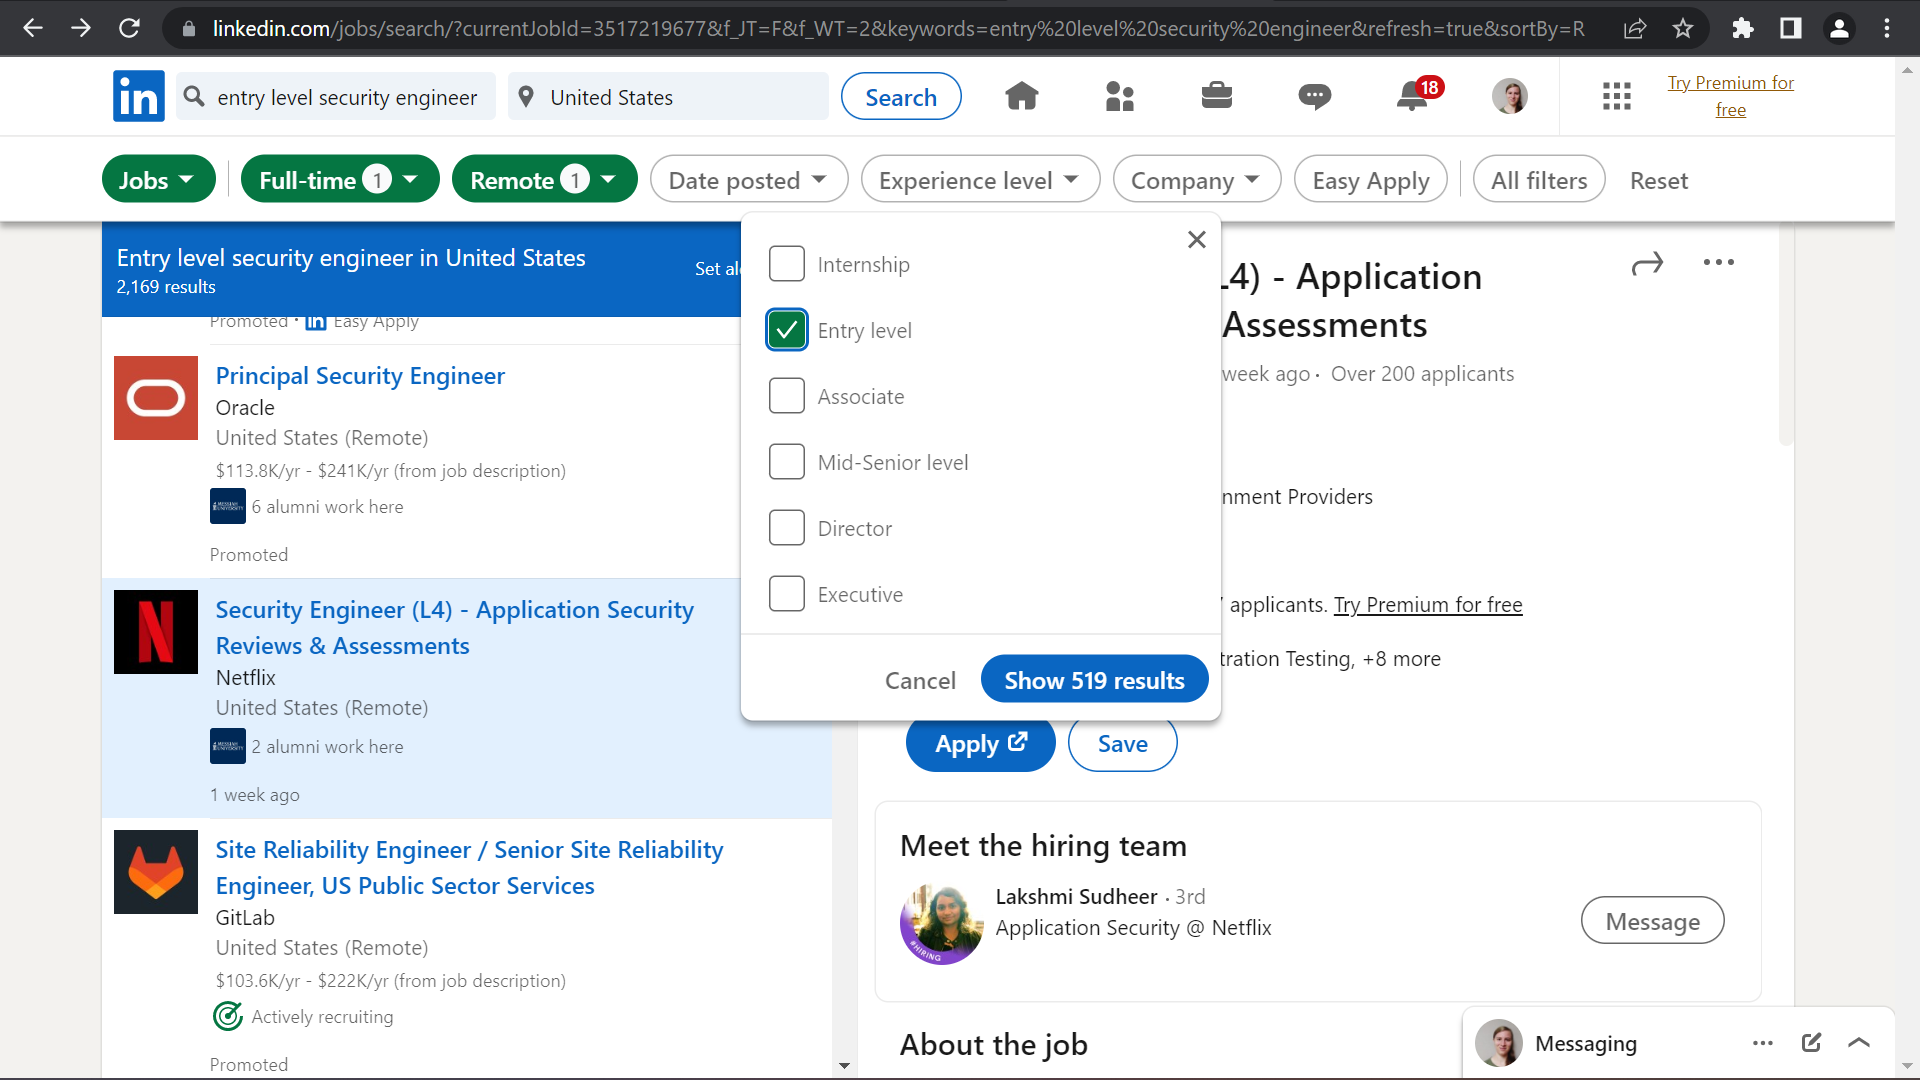 linkedin.com/jobs/search/?currentJobId=3517219677&f_JT=F&f_WT=2&keywords=entry%20level%20security%20engineer&refresh=true&sortBy=R
in
entry level security engineer
United States
Search
18
Try Premium for
free
Jobs
Full-time 1
Remote 1
Date posted
Experience level
Company
Easy Apply
All filters
Reset
Entry level security engineer in United States
2,169 results
Set al
Promoted · in Easy Apply
Principal Security Engineer
Oracle
United States (Remote)
$113.8K/yr - $241K/yr (from job description)
6 alumni work here
Promoted
Security Engineer (L4) - Application Security
Reviews & Assessments
Netflix
United States (Remote)
2 alumni work here
1 week ago
Site Reliability Engineer / Senior Site Reliability
Engineer, US Public Sector Services
GitLab
United States (Remote)
$103.6K/yr - $222K/yr (from job description)
Actively recruiting
Promoted
Internship
Entry level
Associate
Mid-Senior level
Director
Executive
Cancel
Show 519 results
L4) - Application
Assessments
week ago · Over 200 applicants
nment Providers
applicants. Try Premium for free
tration Testing, +8 more
Apply
Save
Meet the hiring team
Lakshmi Sudheer · 3rd
Application Security @ Netflix
#HIRING
Message
About the job
Messaging